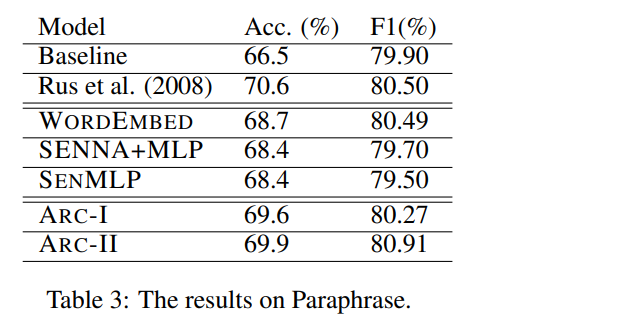 Model Acc. (%) F1(%)
Baseline 66.5 79.90
Rus et al. (2008) 70.6 80.50
WORDEMBED 68.7 80.49
SENNA+MLP 68.4 79.70
SENMLP 68.4 79.50
ARC-I 69.6 80.27
ARC-II 69.9 80.91
Table 3: The results on Paraphrase.